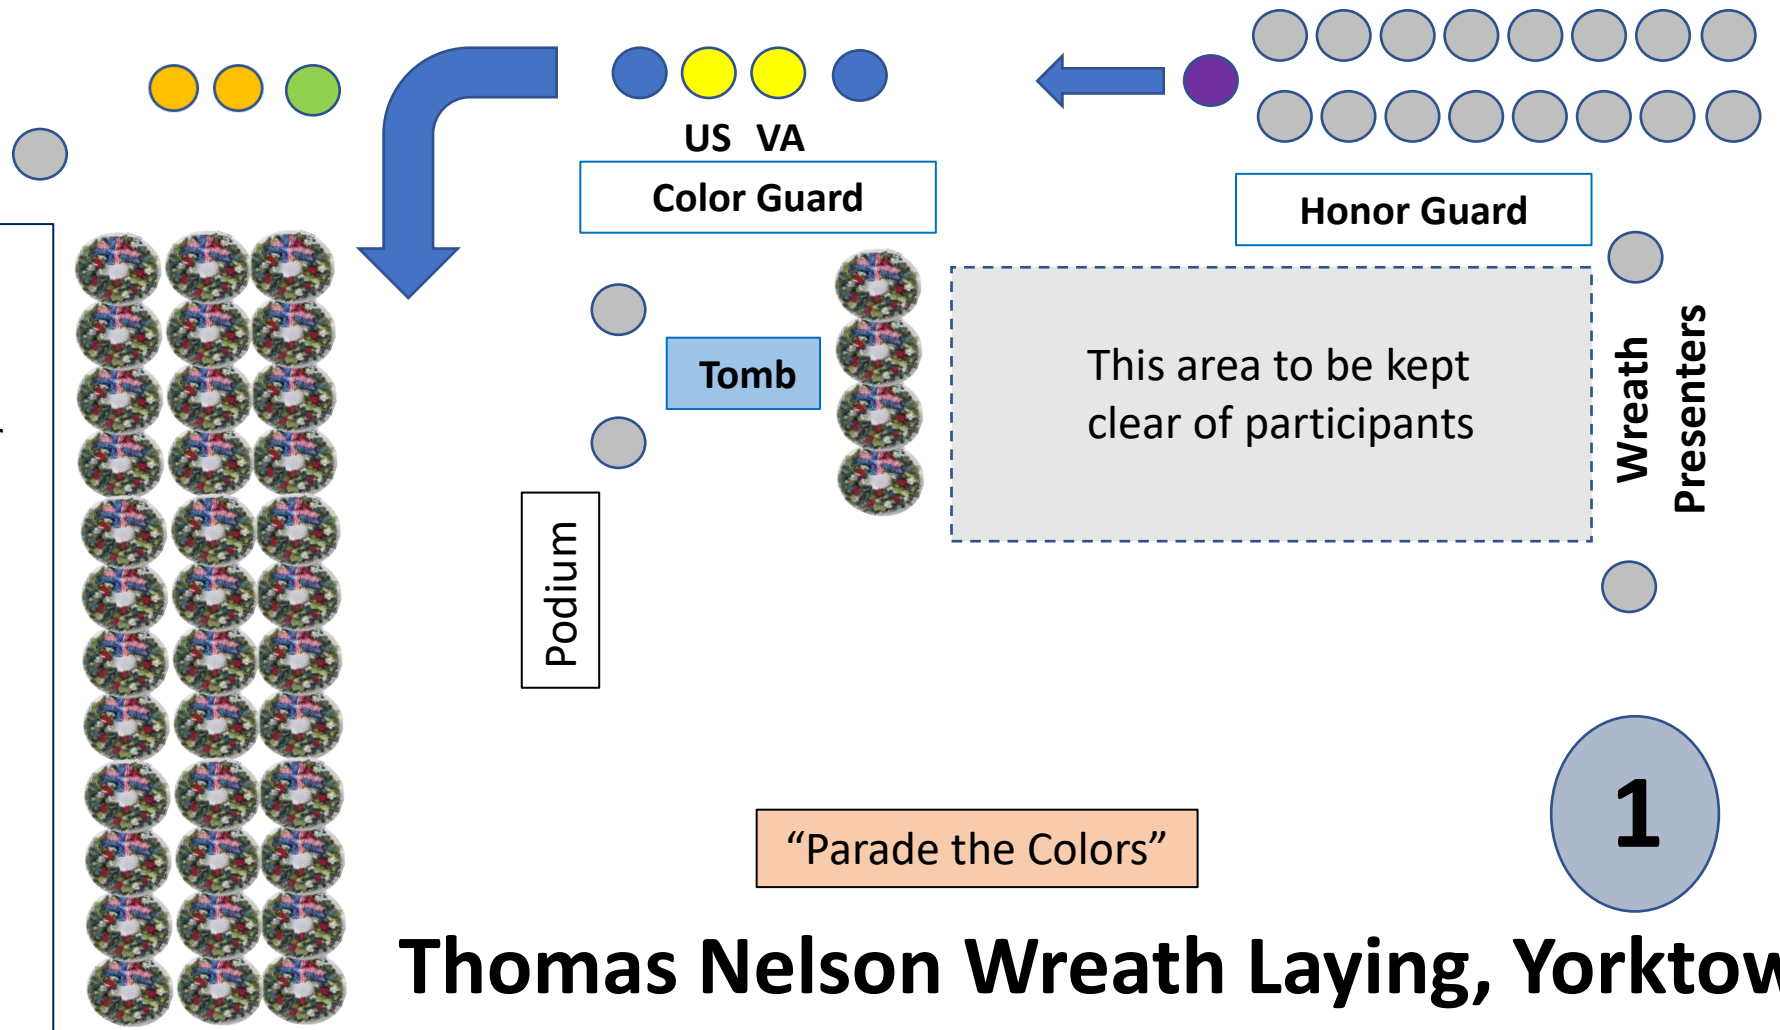 US VA
Color Guard
Honor Guard
Tomb
This area to be kept
clear of participants
Wreath
Presenters
Podium
1
“Parade the Colors”
Thomas Nelson Wreath Laying, Yorktow